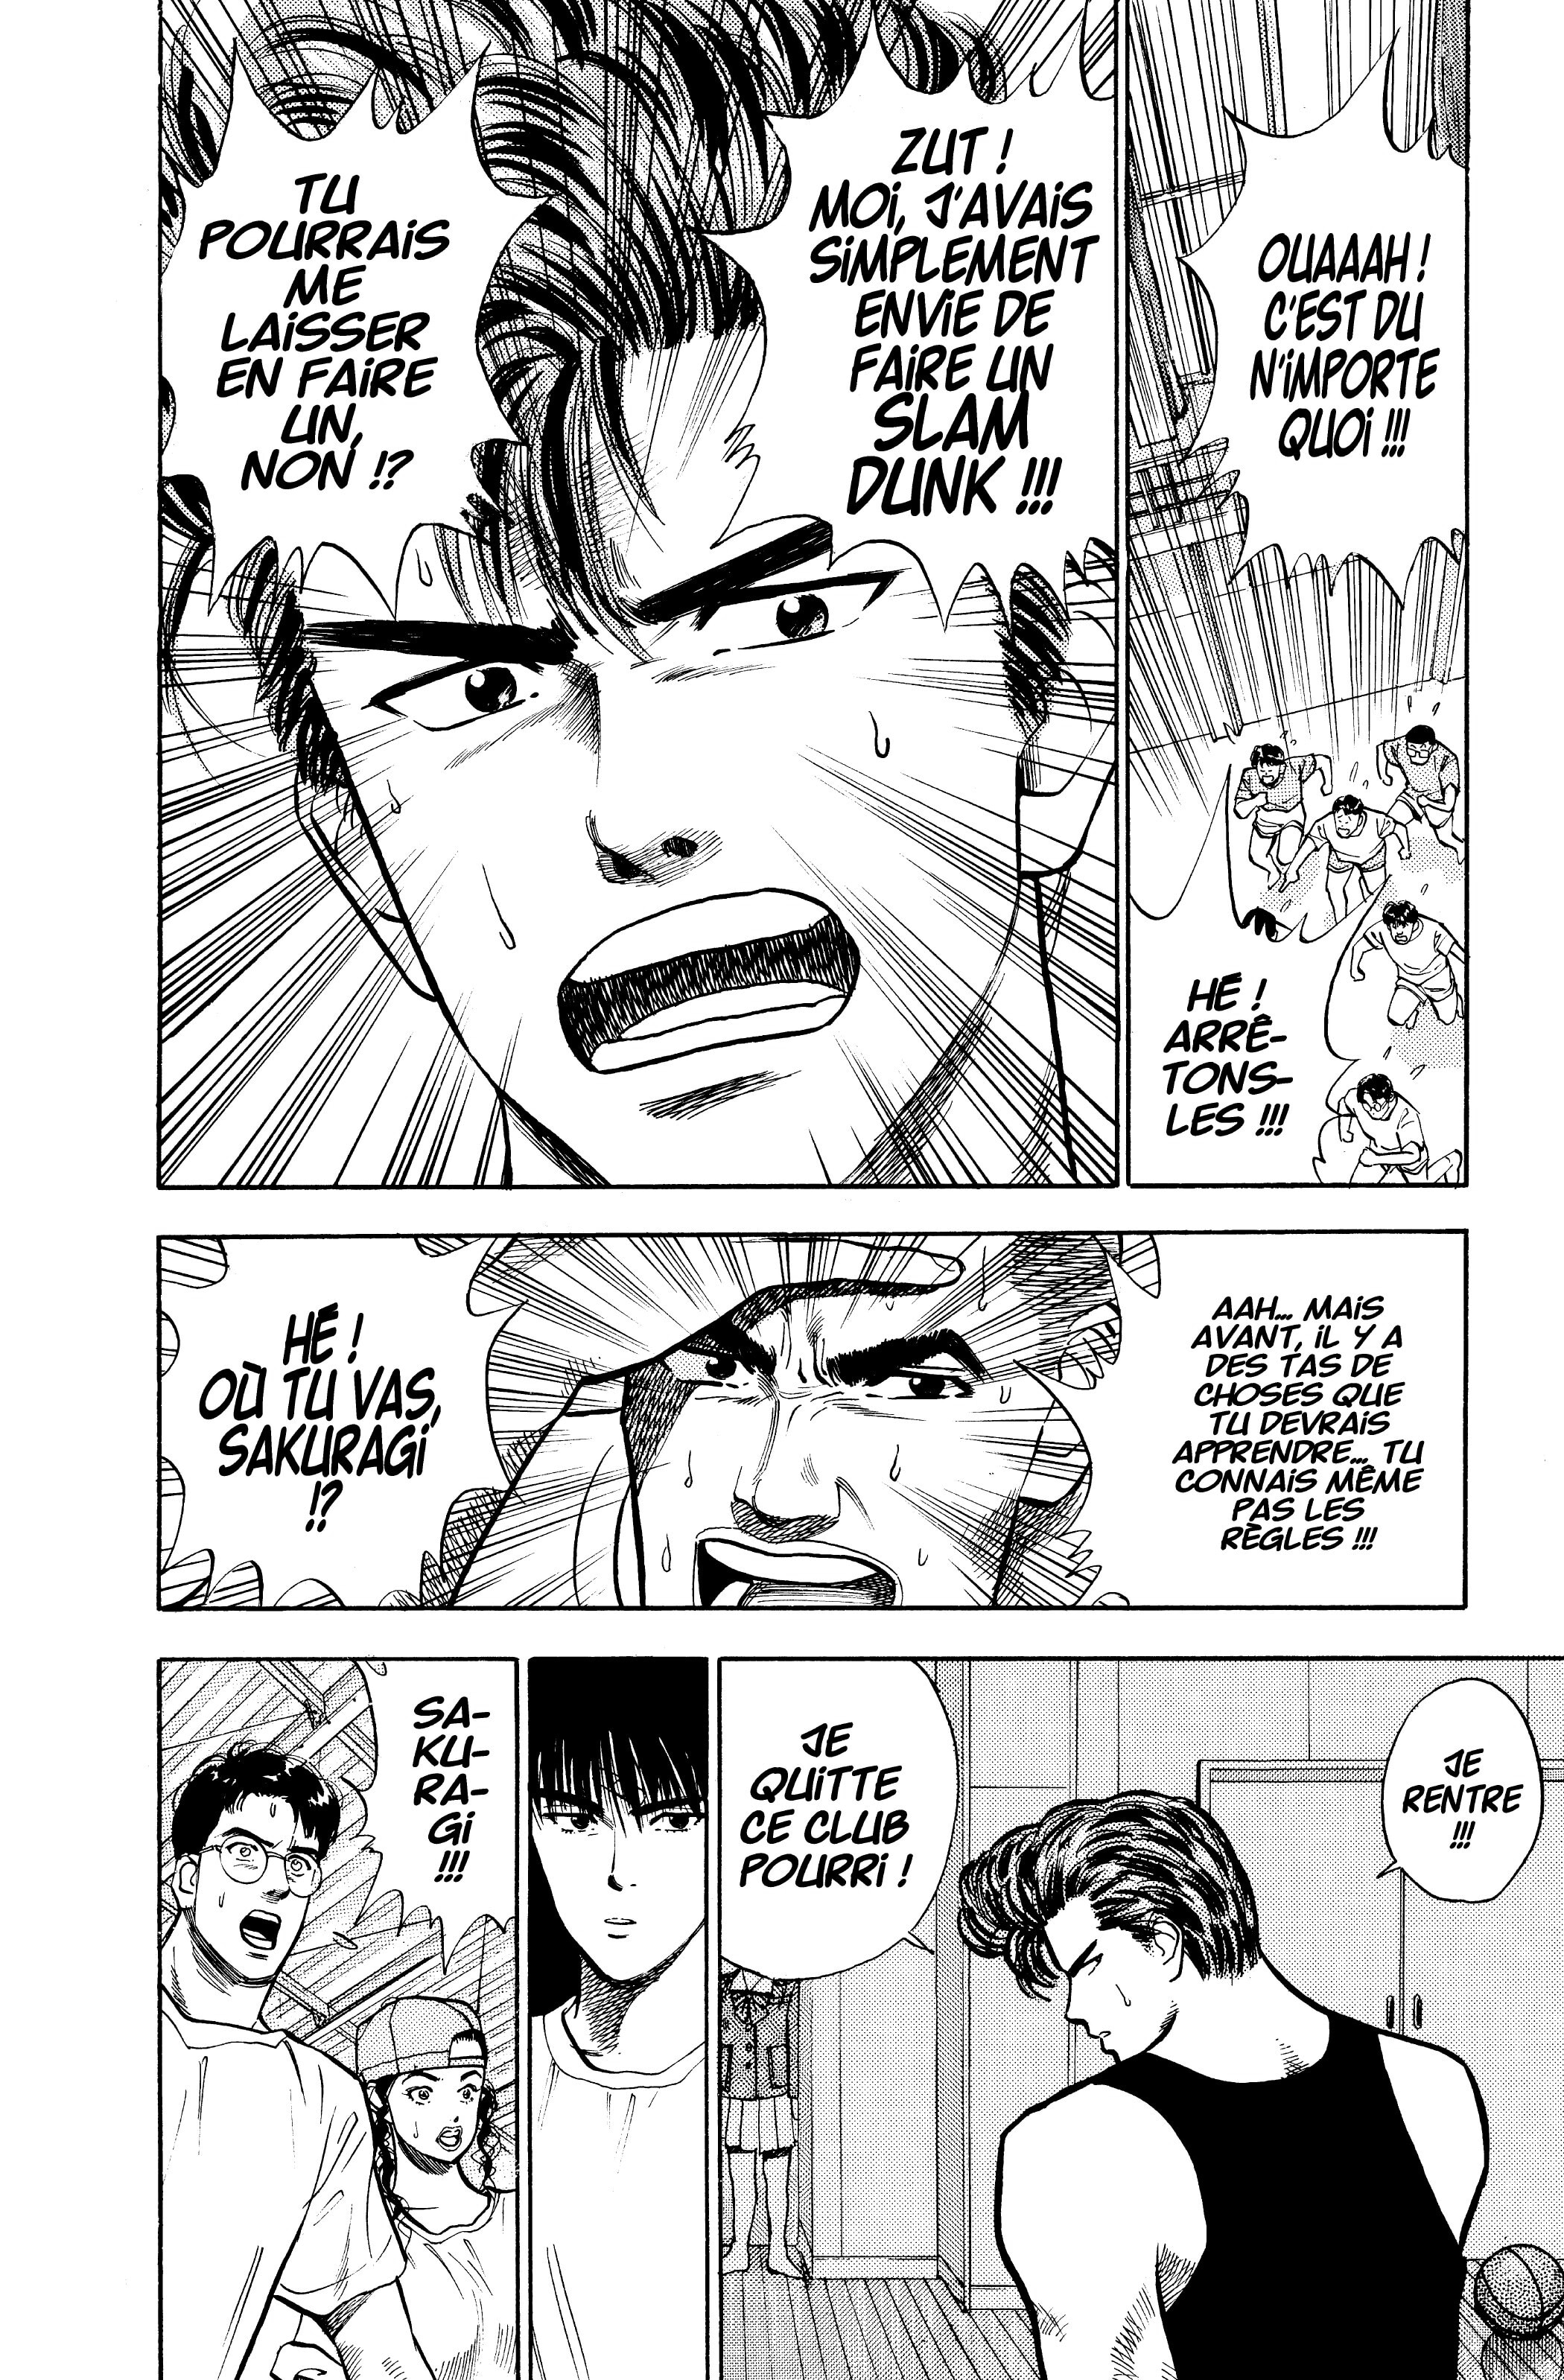 OUAAAH !
C'EST DU
N'IMPORTE
QUOI !!!
HÉ !
ARRÊ-
TONS-
LES !!!
ZUT !
MOI, J'AVAIS
SIMPLEMENT
ENVIE DE
FAIRE UN
SLAM
DUNK !!!
TU
POURRAIS
ME
LAISSER
EN FAIRE
UN,
NON !?
AAH... MAIS
AVANT, IL Y A
DES TAS DE
CHOSES QUE
TU DEVRAIS
APPRENDRE... TU
CONNAIS MÊME
PAS LES
RÈGLES !!!
HÉ !
OÙ TU VAS,
SAKURAGI
!?
JE
RENTRE
!!!
JE
QUITTE
CE CLUB
POURRI !
SA-
KU-
RA-
GI
!!!